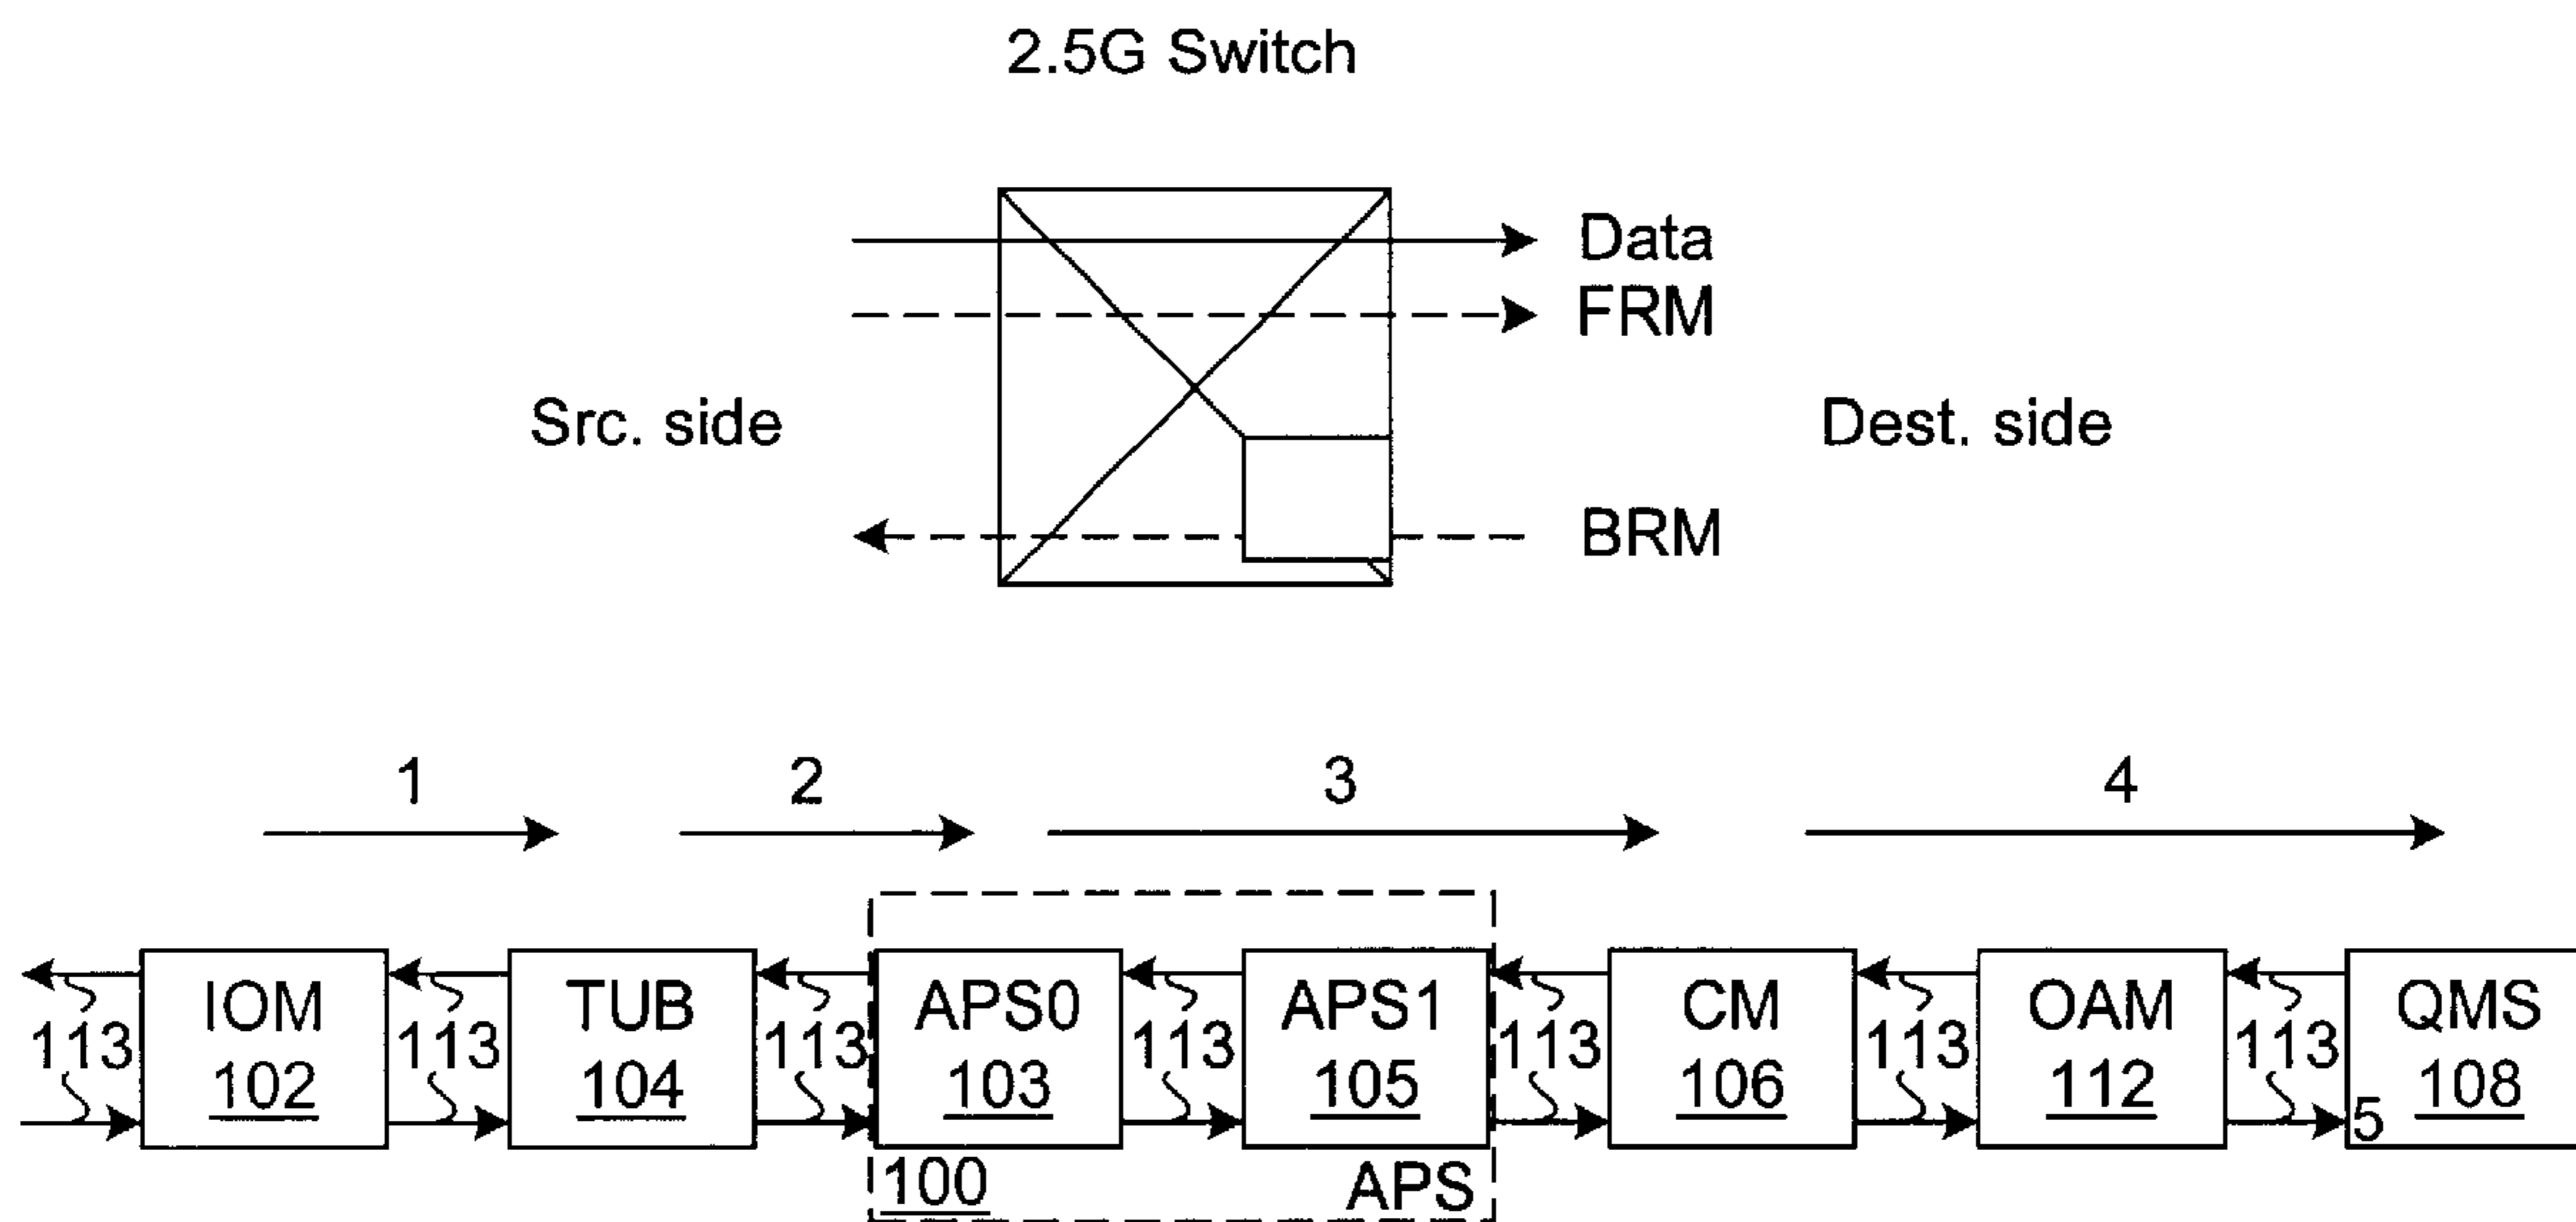 2.5G Switch
Data
FRM
Src. side
Dest. side
BRM
1 2 3 4
IOM TUB APS0 APS1 CM OAM QMS
113 113 113 113 113 113 113
102 104 103 105 106 112 108
5
100 APS